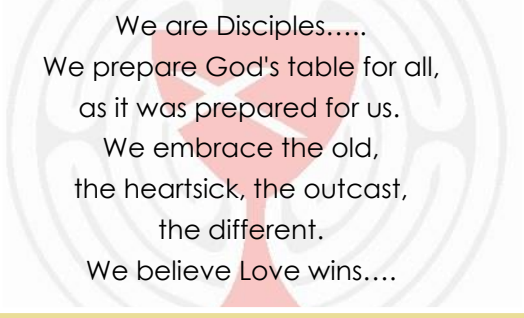 We are Disciples…..
We prepare God's table for all,
as it was prepared for us.
We embrace the old,
the heartsick, the outcast,
the different.
We believe Love wins….